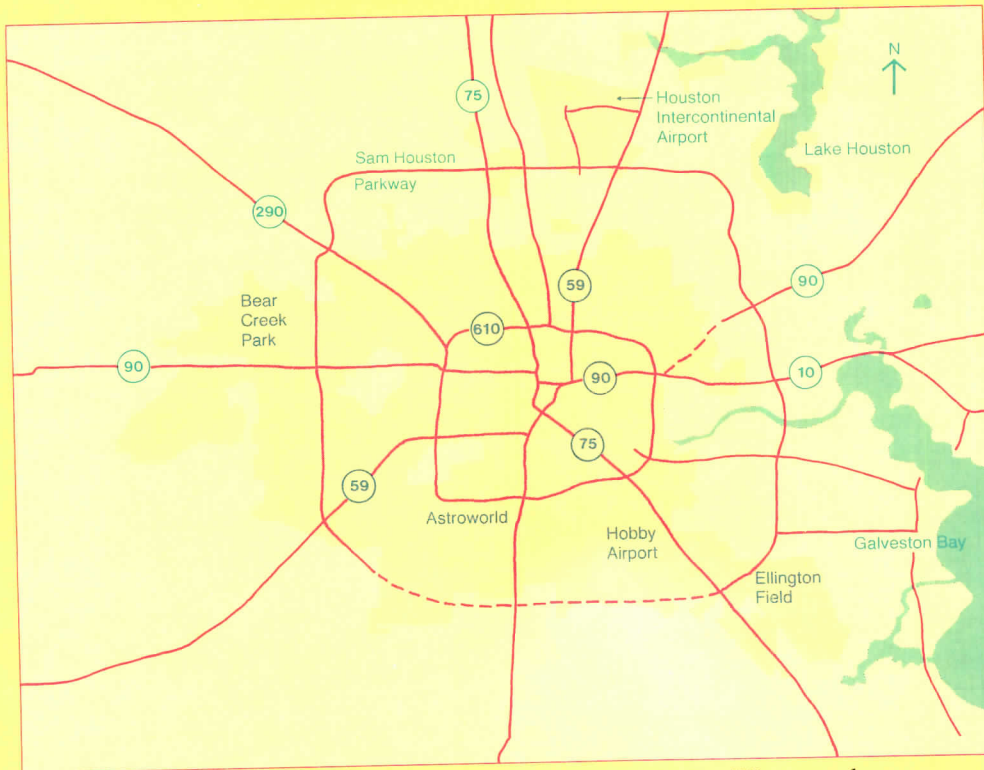 N
75
Houston
Intercontinental
Airport
Lake Houston
Sam Houston
Parkway
290
59
90
Bear
Creek
Park
610
90
90
10
75
59
Astroworld
Hobby
Airport
Galveston Bay
Ellington
Field